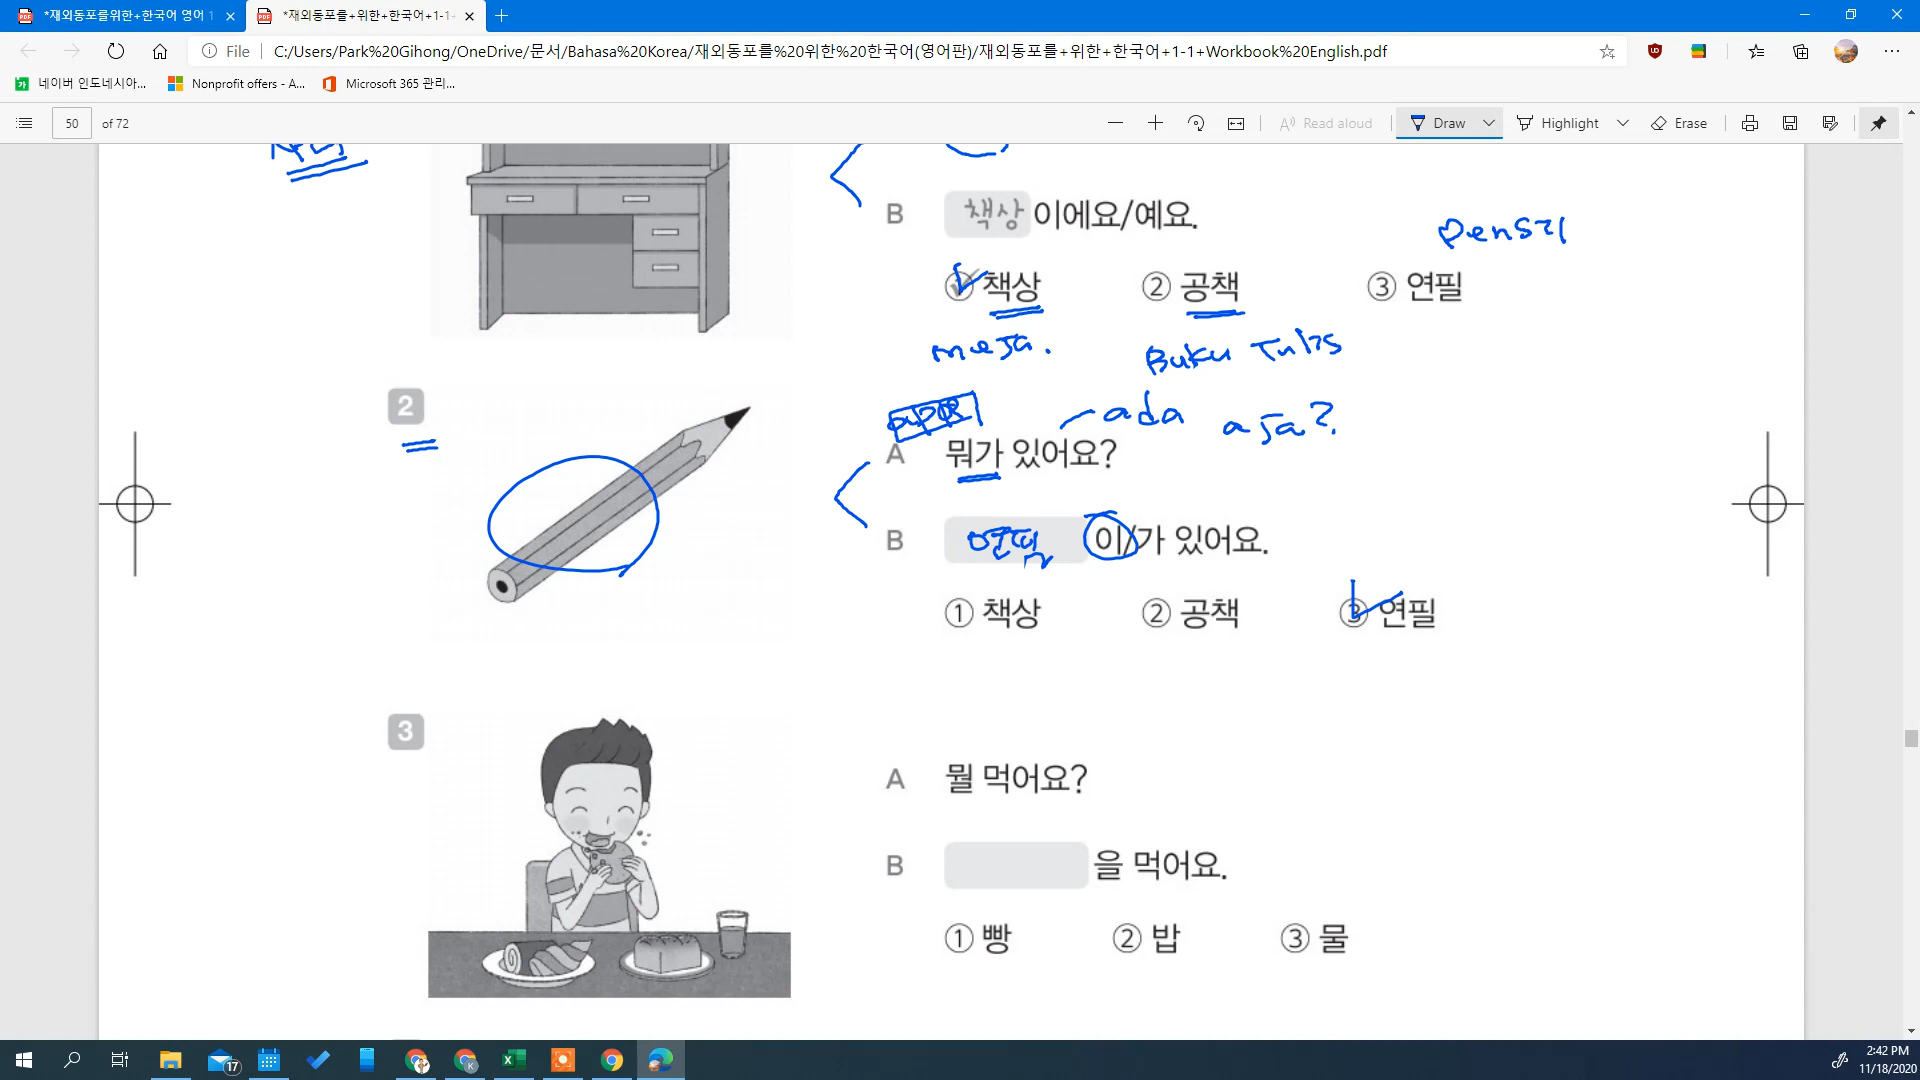 *재외동포를위한+한국어 영어 1
*재외동포를+위한+한국어+1-1+
File
C:/Users/Park%20Gihong/OneDrive/문서/Bahasa%20Korea/재외동포를%20위한%20한국어(영어판)/재외동포를+위한+한국어+1-1+Workbook%20English.pdf
네이버 인도네시아... Nonprofit offers - A... Microsoft 365 관리...
50 of 72
Read aloud Draw Highlight Erase
B 책상 이에요/예요.
① 책상 ② 공책 ③ 연필
meja. Buku Tulis
2
apa ada aja?
A 뭐가 있어요?
B 연필 이/가 있어요.
① 책상 ② 공책 ③ 연필
3
A 뭘 먹어요?
B 을 먹어요.
① 빵 ② 밥 ③ 물
17
2:42 PM
11/18/2020